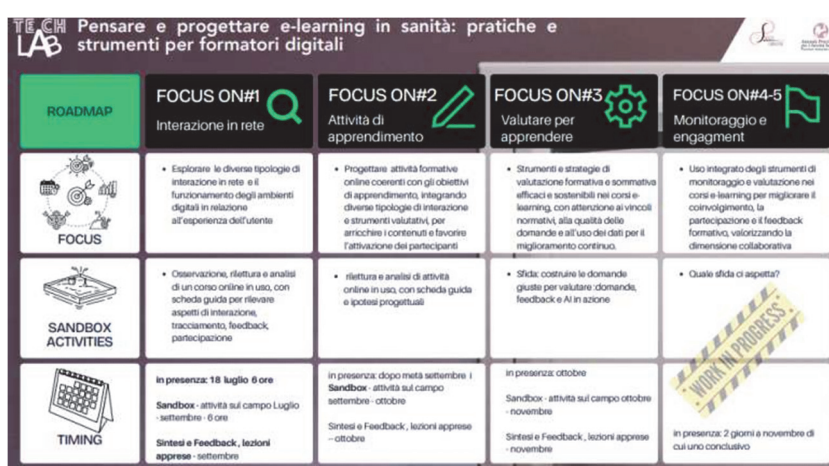 TECH LAB
Pensare e progettare e-learning in sanità: pratiche e
strumenti per formatori digitali
ROADMAP
FOCUS ON#1
Interazione in rete
FOCUS ON#2
Attività di
apprendimento
FOCUS ON#3
Valutare per
apprendere
FOCUS ON#4-5
Monitoraggio e
engagment
FOCUS
• Esplorare le diverse tipologie di
interazione in rete e il
funzionamento degli ambienti
digitali in relazione
all'esperienza dell'utente
• Progettare attività formative
online coerenti con gli obiettivi
di apprendimento, integrando
diverse tipologie di interazione
e strumenti valutativi, per
arricchire i contenuti e favorire
l'attivazione dei partecipanti
• Strumenti e strategie di
valutazione formativa e sommativa
efficaci e sostenibili nei corsi e-
learning, con attenzione ai vincoli
normativi, alla qualità delle
domande e all'uso dei dati per il
miglioramento continuo.
• Uso integrato degli strumenti di
monitoraggio e valutazione nei
corsi e-learning per migliorare il
coinvolgimento, la
partecipazione e il feedback
formativo, valorizzando la
dimensione collaborativa
SANDBOX
ACTIVITIES
• Osservazione, rilettura e analisi
di un corso online in uso, con
scheda guida per rilevare
aspetti di interazione,
tracciamento, feedback,
partecipazione
• rilettura e analisi di attività
online in uso, con scheda guida
e ipotesi progettuali
• Sfida: costruire le domande
giuste per valutare :domande,
feedback e AI in azione
• Quale sfida ci aspetta?
WORK IN PROGRESS
TIMING
in presenza: 18 luglio 6 ore
Sandbox - attività sul campo Luglio
- settembre - 6 ore
Sintesi e Feedback , lezioni
apprese - settembre
in presenza: dopo metà settembre i
Sandbox - attività sul campo
settembre - ottobre
Sintesi e Feedback , lezioni apprese
- ottobre
in presenza: ottobre
Sandbox - attività sul campo ottobre
- novembre
Sintesi e Feedback , lezioni apprese
- novembre
in presenza: 2 giorni a novembre di
cui uno conclusivo